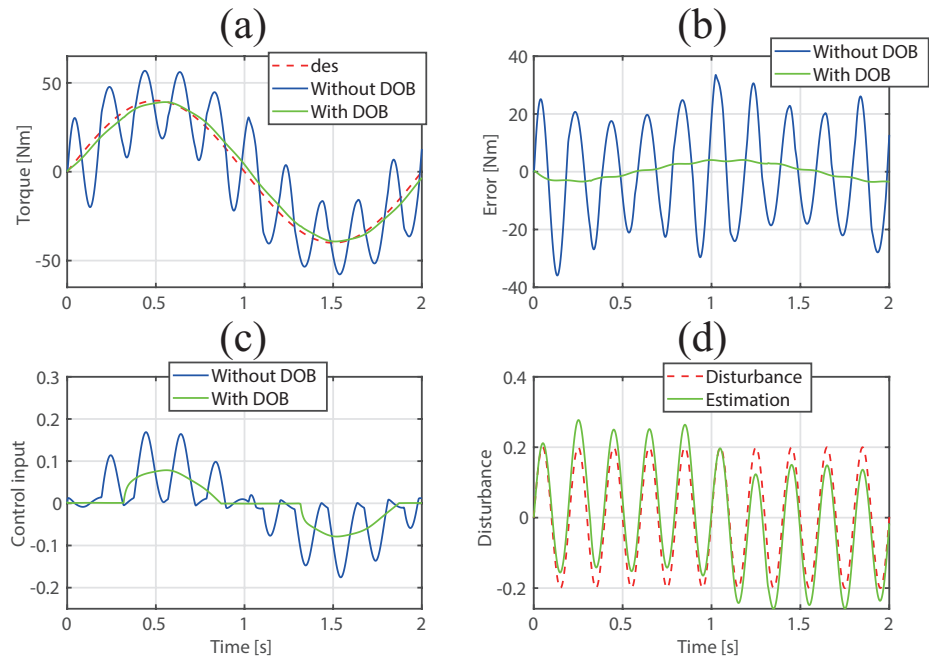 (a)
des
Without DOB
With DOB
50
0
-50
Torque [Nm]
0
0.5
1
1.5
2
(b)
Without DOB
With DOB
40
20
0
-20
-40
Error [Nm]
0
0.5
1
1.5
2
(c)
Without DOB
With DOB
0.3
0.2
0.1
0
-0.1
-0.2
Control input
0
0.5
1
1.5
2
Time [s]
(d)
Disturbance
Estimation
0.4
0.2
0
-0.2
Disturbance
0
0.5
1
1.5
2
Time [s]